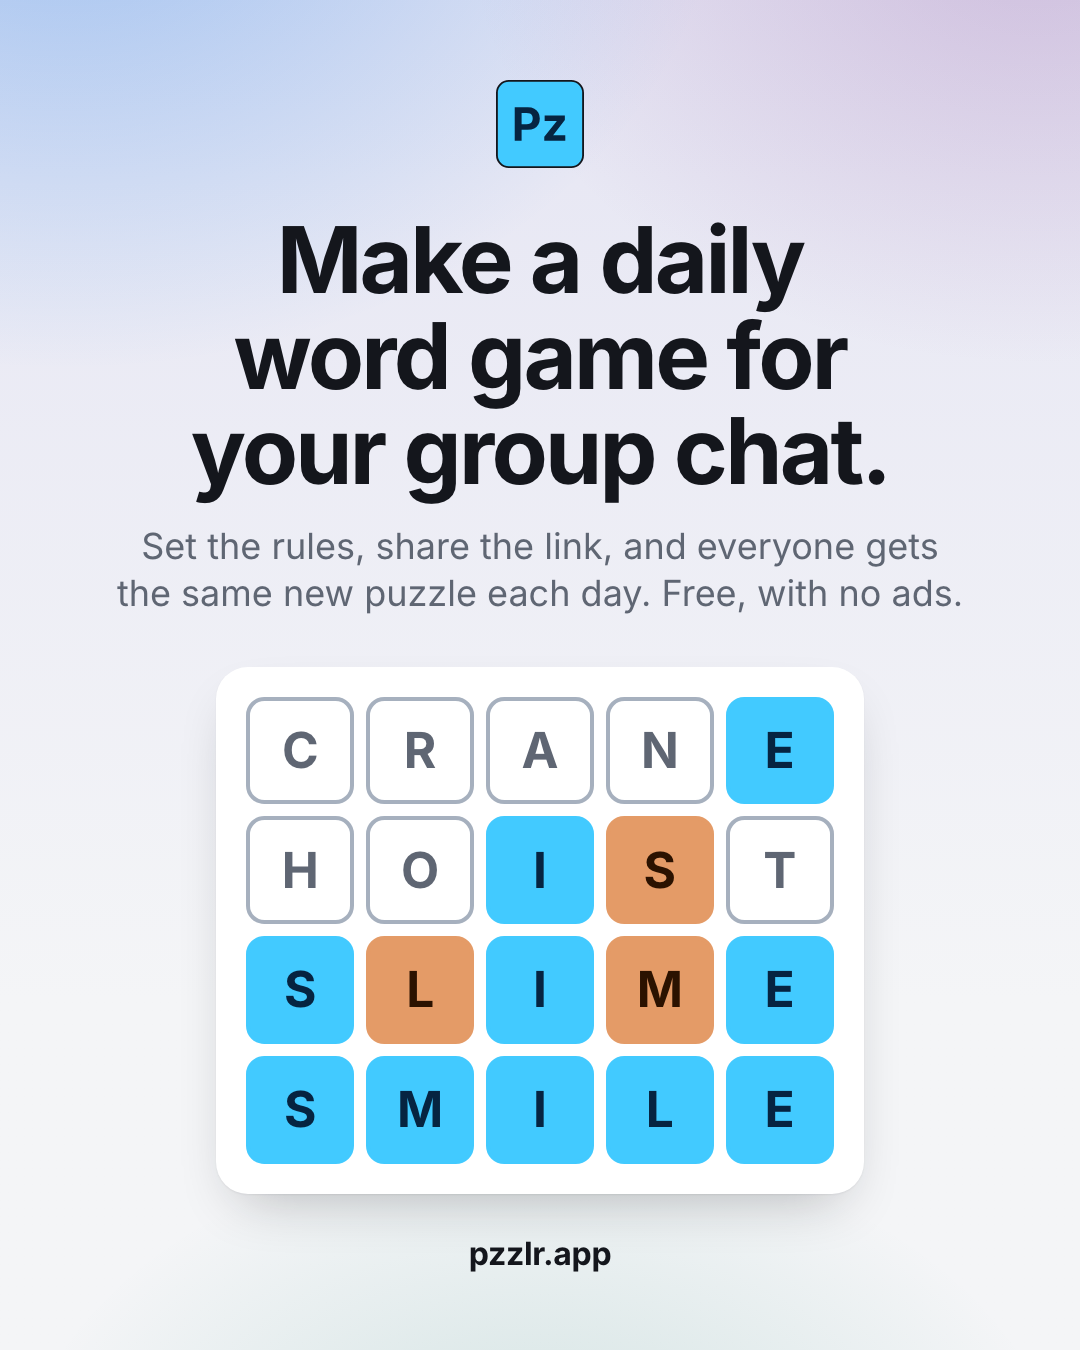 Pz
Make a daily
word game for
your group chat.
Set the rules, share the link, and everyone gets
the same new puzzle each day. Free, with no ads.
C R A N E
H O I S T
S L I M E
S M I L E
pzzlr.app